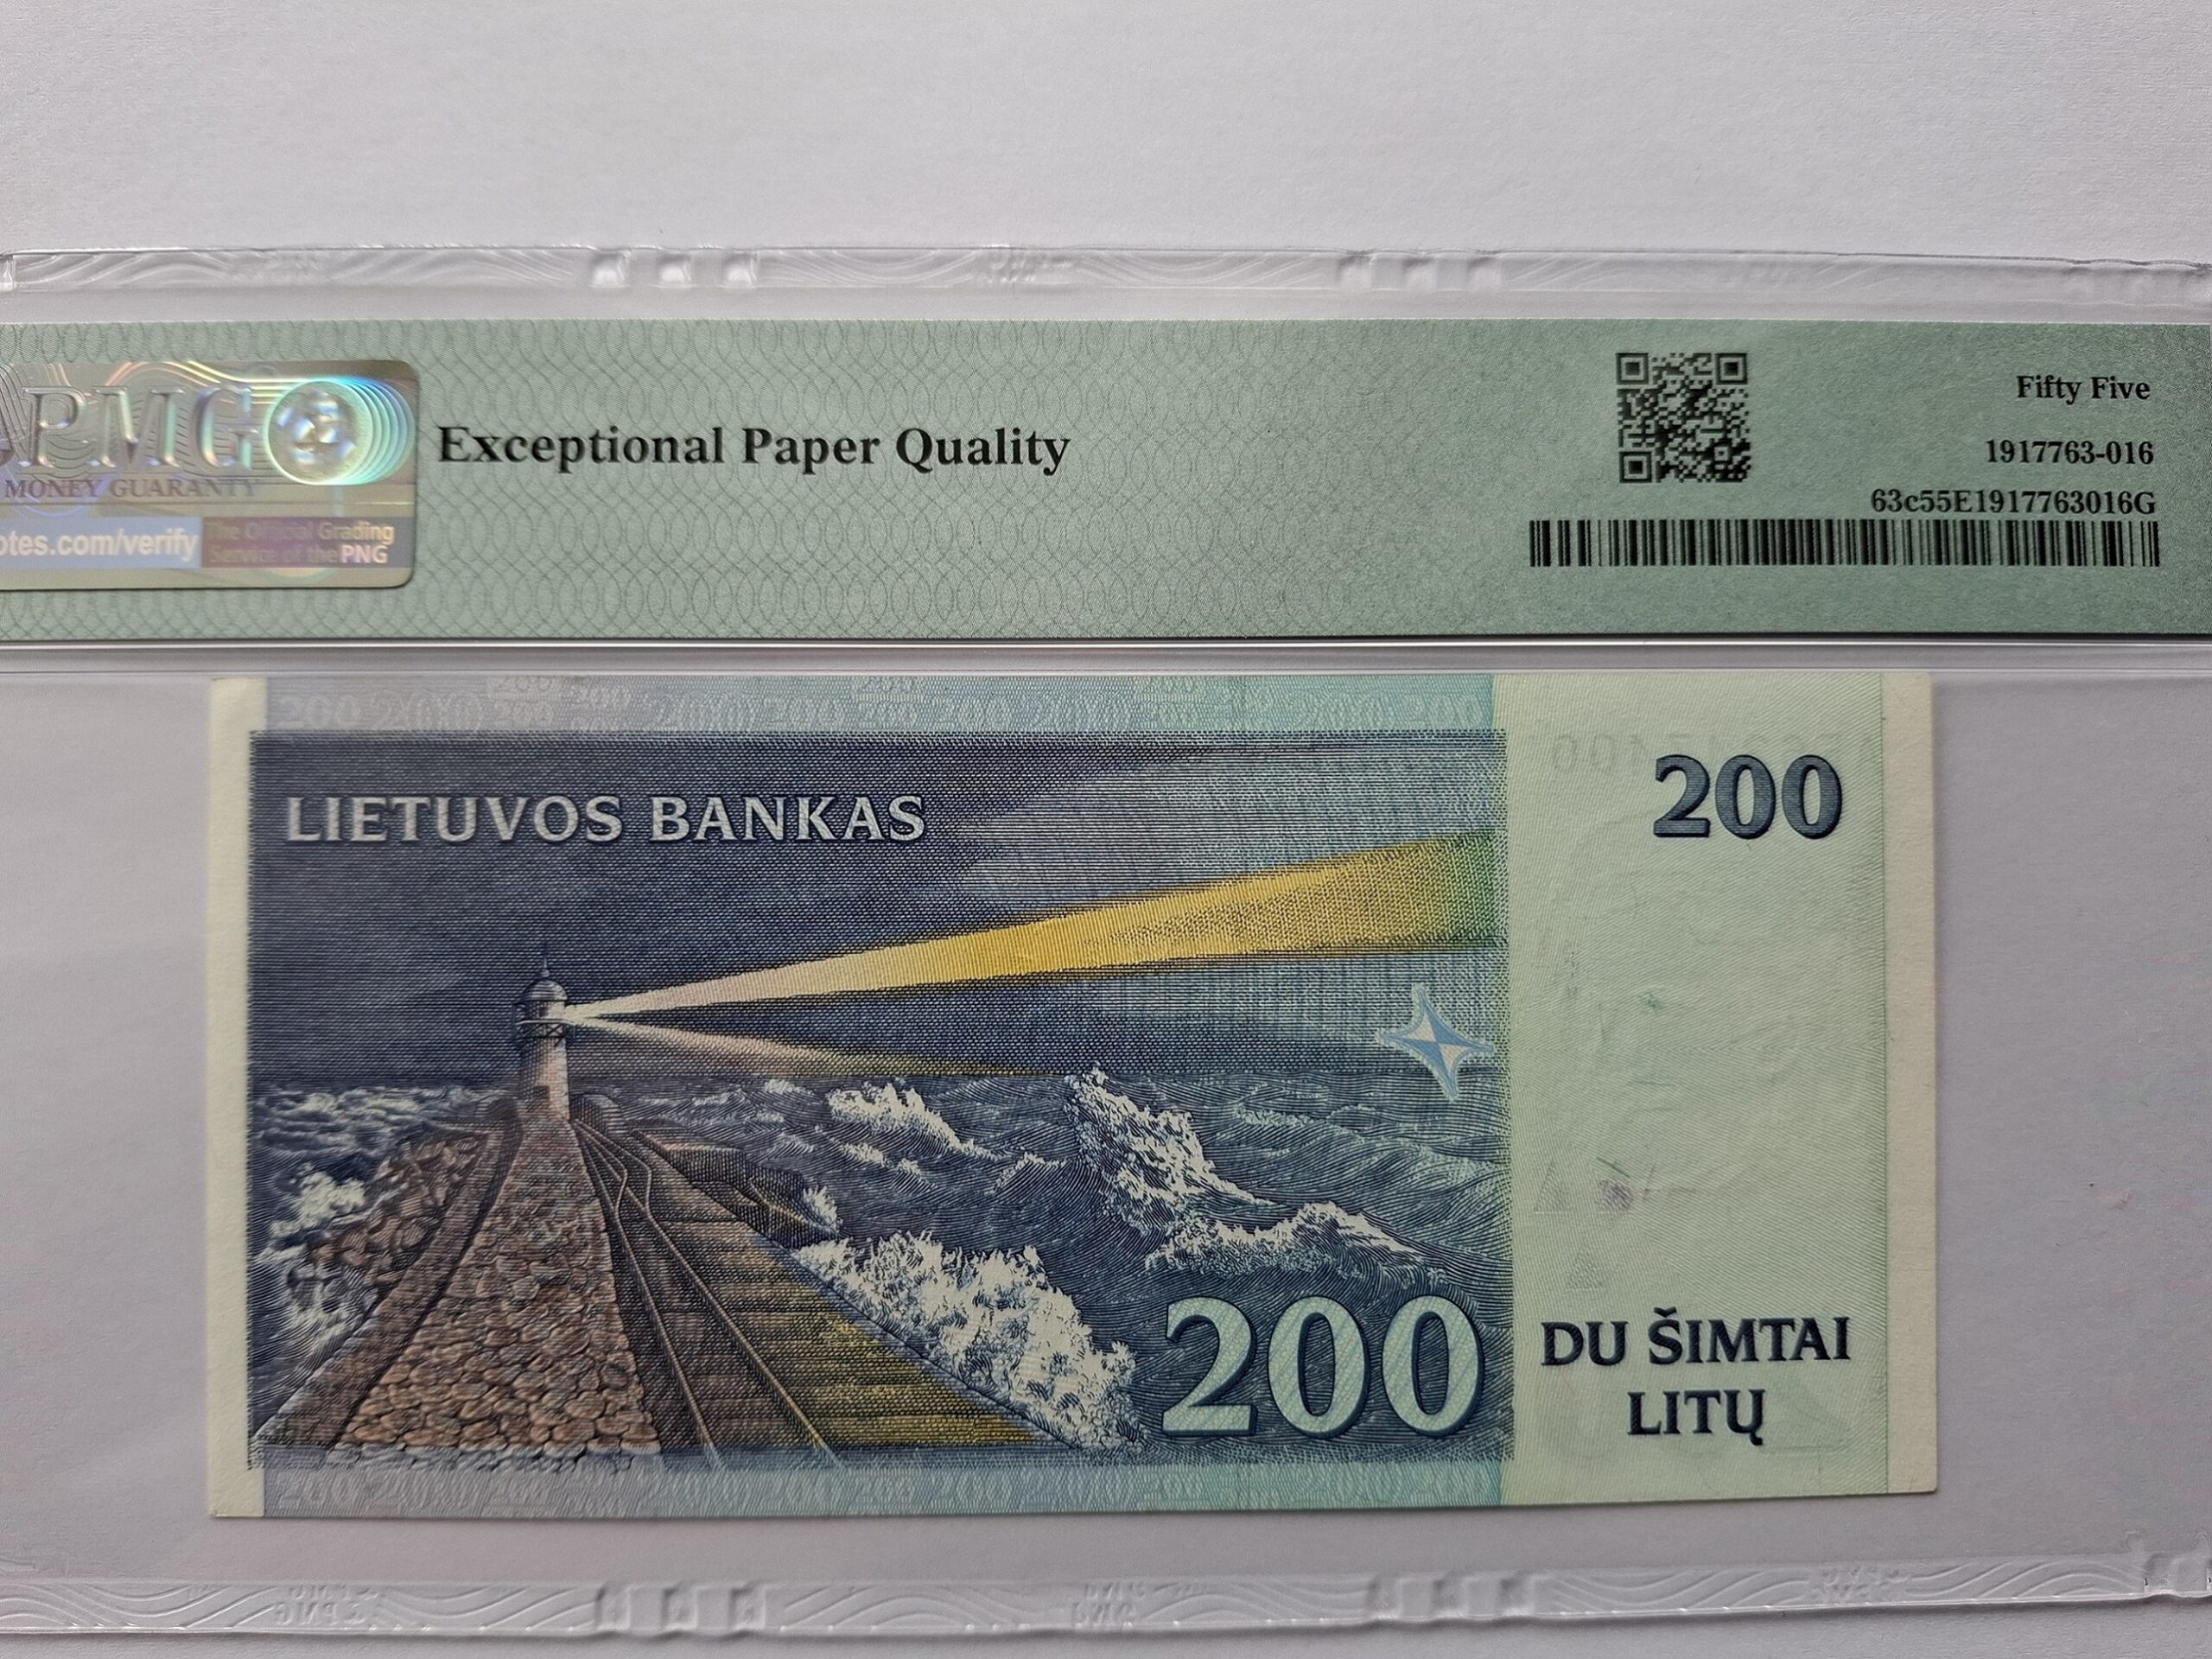 PMG
MONEY GUARANTY
otes.com/verify
The Official Grading
Service of the PNG
Exceptional Paper Quality
Fifty Five
1917763-016
63c55E1917763016G
LIETUVOS BANKAS
200
200
DU ŠIMTAI
LITŲ